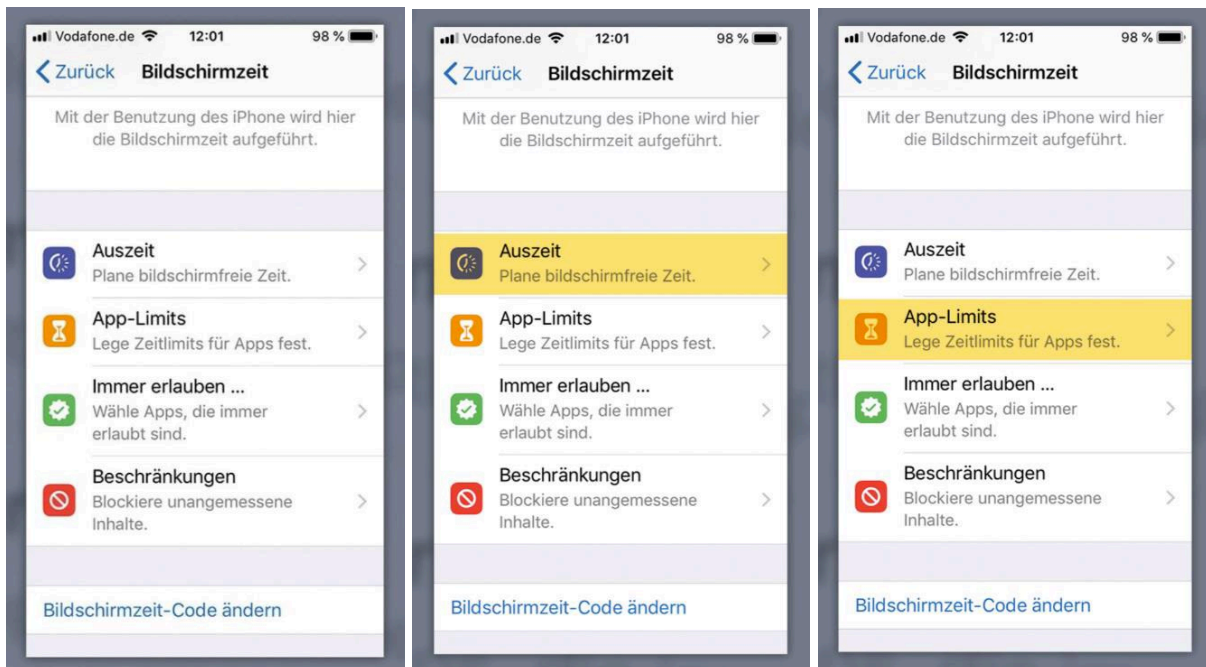 Vodafone.de 12:01 98 %
Zurück Bildschirmzeit
Mit der Benutzung des iPhone wird hier
die Bildschirmzeit aufgeführt.
Auszeit
Plane bildschirmfreie Zeit.
App-Limits
Lege Zeitlimits für Apps fest.
Immer erlauben ...
Wähle Apps, die immer
erlaubt sind.
Beschränkungen
Blockiere unangemessene
Inhalte.
Bildschirmzeit-Code ändern
Vodafone.de 12:01 98 %
Zurück Bildschirmzeit
Mit der Benutzung des iPhone wird hier
die Bildschirmzeit aufgeführt.
Auszeit
Plane bildschirmfreie Zeit.
App-Limits
Lege Zeitlimits für Apps fest.
Immer erlauben ...
Wähle Apps, die immer
erlaubt sind.
Beschränkungen
Blockiere unangemessene
Inhalte.
Bildschirmzeit-Code ändern
Vodafone.de 12:01 98 %
Zurück Bildschirmzeit
Mit der Benutzung des iPhone wird hier
die Bildschirmzeit aufgeführt.
Auszeit
Plane bildschirmfreie Zeit.
App-Limits
Lege Zeitlimits für Apps fest.
Immer erlauben ...
Wähle Apps, die immer
erlaubt sind.
Beschränkungen
Blockiere unangemessene
Inhalte.
Bildschirmzeit-Code ändern